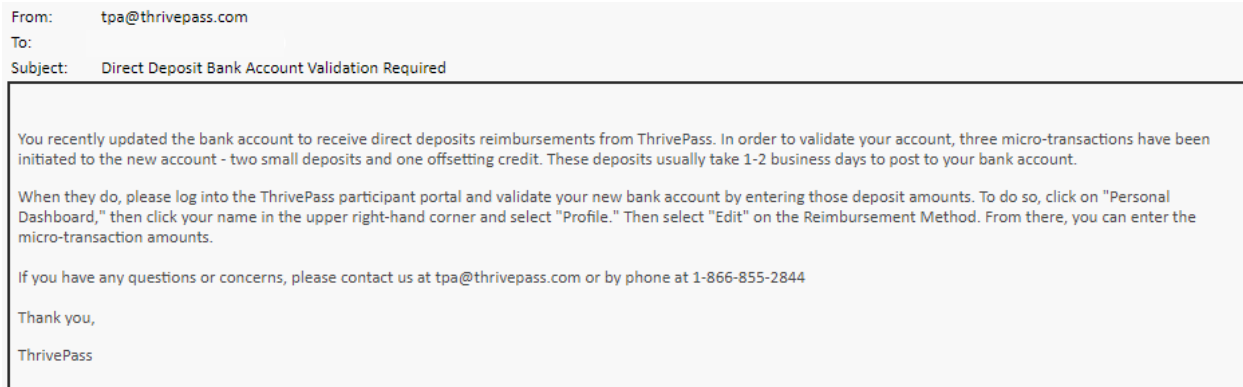 From: tpa@thrivepass.com
To:
Subject: Direct Deposit Bank Account Validation Required
You recently updated the bank account to receive direct deposits reimbursements from ThrivePass. In order to validate your account, three micro-transactions have been
initiated to the new account - two small deposits and one offsetting credit. These deposits usually take 1-2 business days to post to your bank account.
When they do, please log into the ThrivePass participant portal and validate your new bank account by entering those deposit amounts. To do so, click on "Personal
Dashboard," then click your name in the upper right-hand corner and select "Profile." Then select "Edit" on the Reimbursement Method. From there, you can enter the
micro-transaction amounts.
If you have any questions or concerns, please contact us at tpa@thrivepass.com or by phone at 1-866-855-2844
Thank you,
ThrivePass